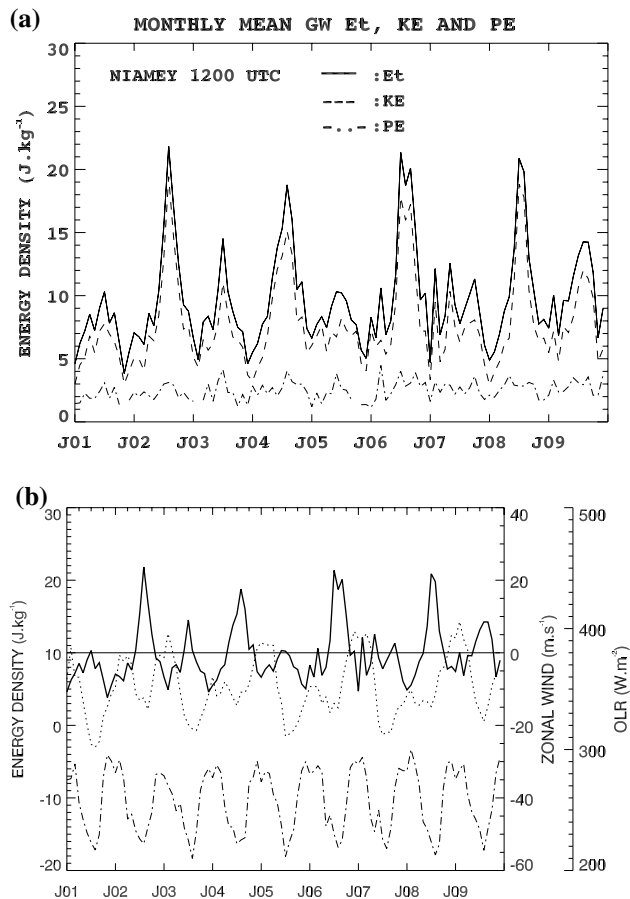 (a)
MONTHLY MEAN GW Et, KE AND PE
NIAMEY 1200 UTC
:Et
:KE
:PE
ENERGY DENSITY (J.kg-1)
30
25
20
15
10
5
0
J01 J02 J03 J04 J05 J06 J07 J08 J09
(b)
ENERGY DENSITY (J.kg-1)
30
20
10
0
-10
-20
40
20
0
-20
-40
-60
ZONAL WIND (m.s-1)
500
400
300
200
OLR (W.m-2)
J01 J02 J03 J04 J05 J06 J07 J08 J09